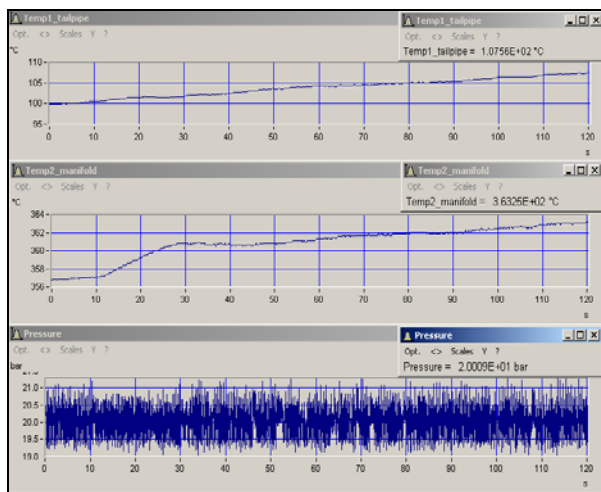 Temp1_tailpipe
Temp1_tailpipe
Opt. <> Scales Y ?
Opt. <> Scales Y ?
Temp1_tailpipe = 1.0756E+02 °C
°C
110
105
100
95
0 10 20 30 40 50 60 70 80 90 100 110 120
s
Temp2_manifold
Temp2_manifold
Opt. <> Scales Y ?
Opt. <> Scales Y ?
Temp2_manifold = 3.6325E+02 °C
°C
364
362
360
358
356
0 10 20 30 40 50 60 70 80 90 100 110 120
s
Pressure
Pressure
Opt. <> Scales Y ?
Opt. <> Scales Y ?
Pressure = 2.0009E+01 bar
bar
21.0
20.5
20.0
19.5
19.0
0 10 20 30 40 50 60 70 80 90 100 110 120
s